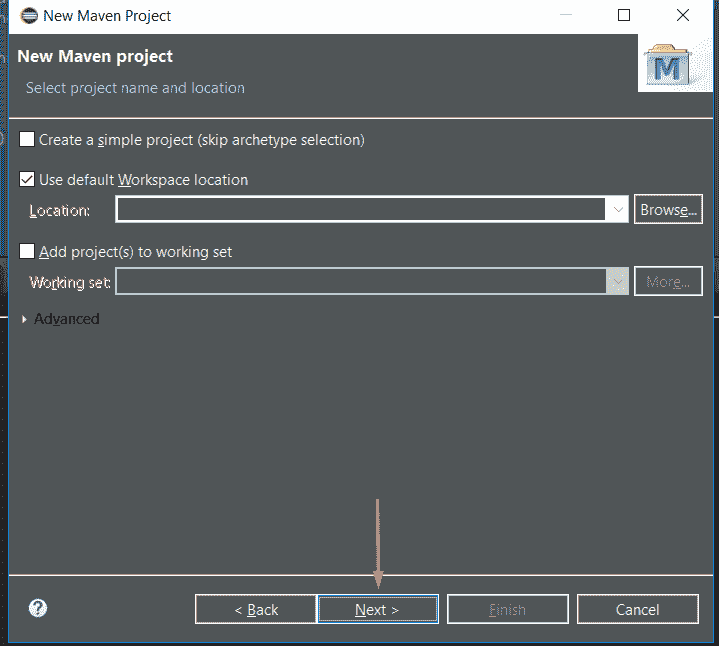 New Maven Project
New Maven project
Select project name and location
M
Create a simple project (skip archetype selection)
Use default Workspace location
Location:
Browse...
Add project(s) to working set
Working set:
More...
Advanced
?
< Back
Next >
Finish
Cancel